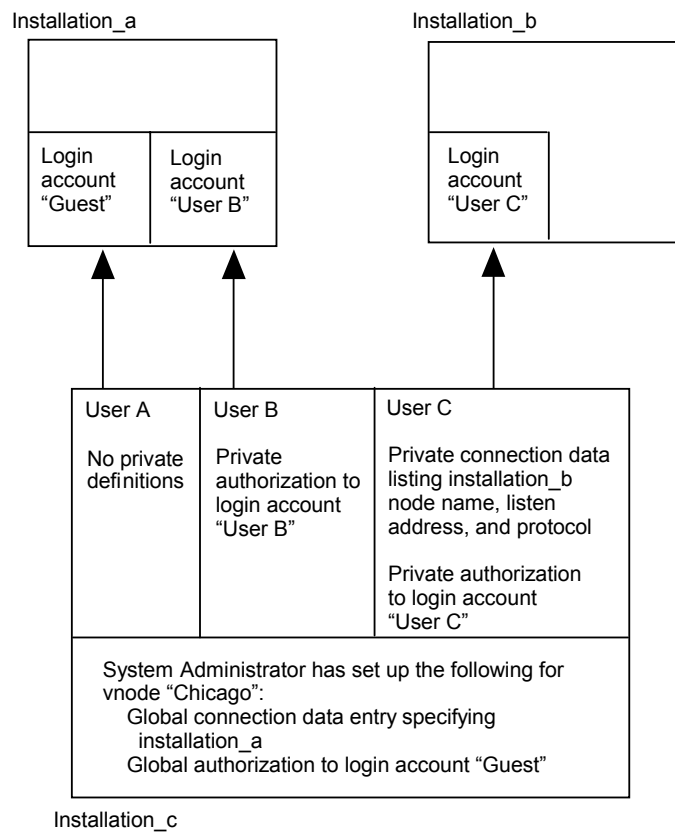 Installation_a
Installation_b
Login
account
“Guest”
Login
account
“User B”
Login
account
“User C”
User A
No private
definitions
User B
Private
authorization to
login account
“User B”
User C
Private connection data
listing installation_b
node name, listen
address, and protocol
Private authorization
to login account
“User C”
System Administrator has set up the following for
vnode “Chicago”:
Global connection data entry specifying
installation_a
Global authorization to login account “Guest”
Installation_c